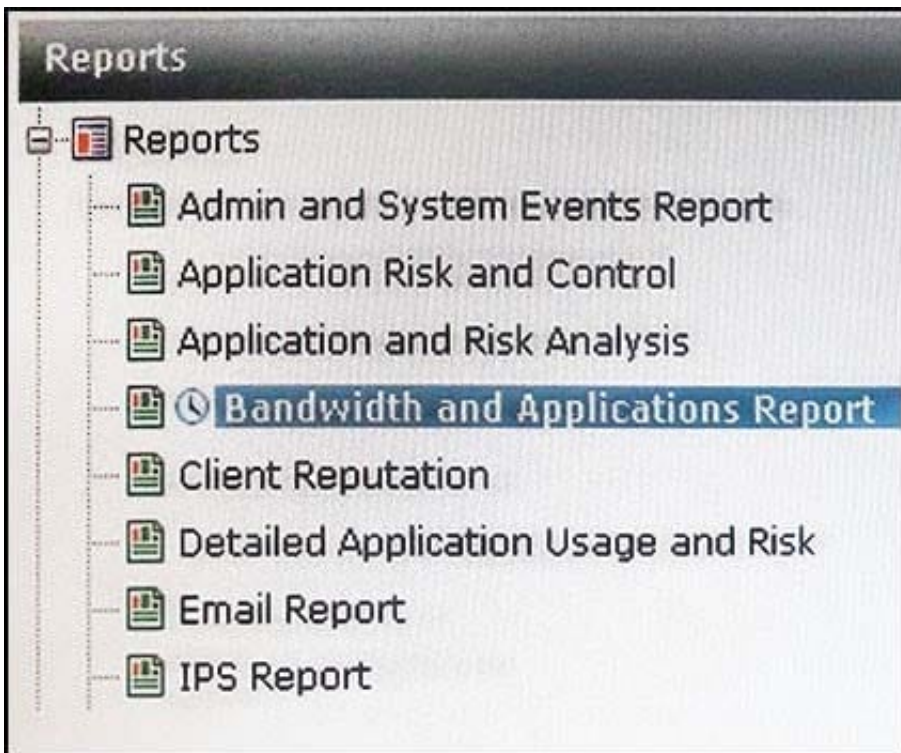 Reports
Reports
Admin and System Events Report
Application Risk and Control
Application and Risk Analysis
Bandwidth and Applications Report
Client Reputation
Detailed Application Usage and Risk
Email Report
IPS Report